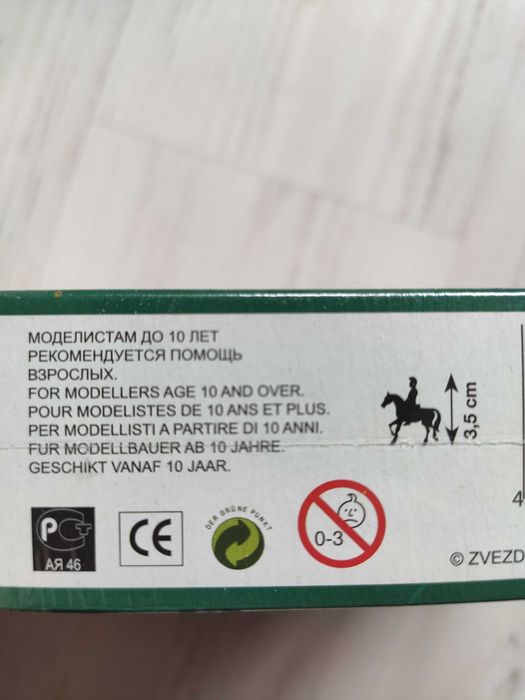 МОДЕЛИСТАМ ДО 10 ЛЕТ
РЕКОМЕНДУЕТСЯ ПОМОЩЬ
ВЗРОСЛЫХ.
FOR MODELLERS AGE 10 AND OVER.
POUR MODELISTES DE 10 ANS ET PLUS.
PER MODELLISTI A PARTIRE DI 10 ANNI.
FUR MODELLBAUER AB 10 JAHRE.
GESCHIKT VANAF 10 JAAR.
3,5 cm
4
РСТ
АЯ 46
CE
DER GRÜNE PUNKT
0-3
© ZVEZD